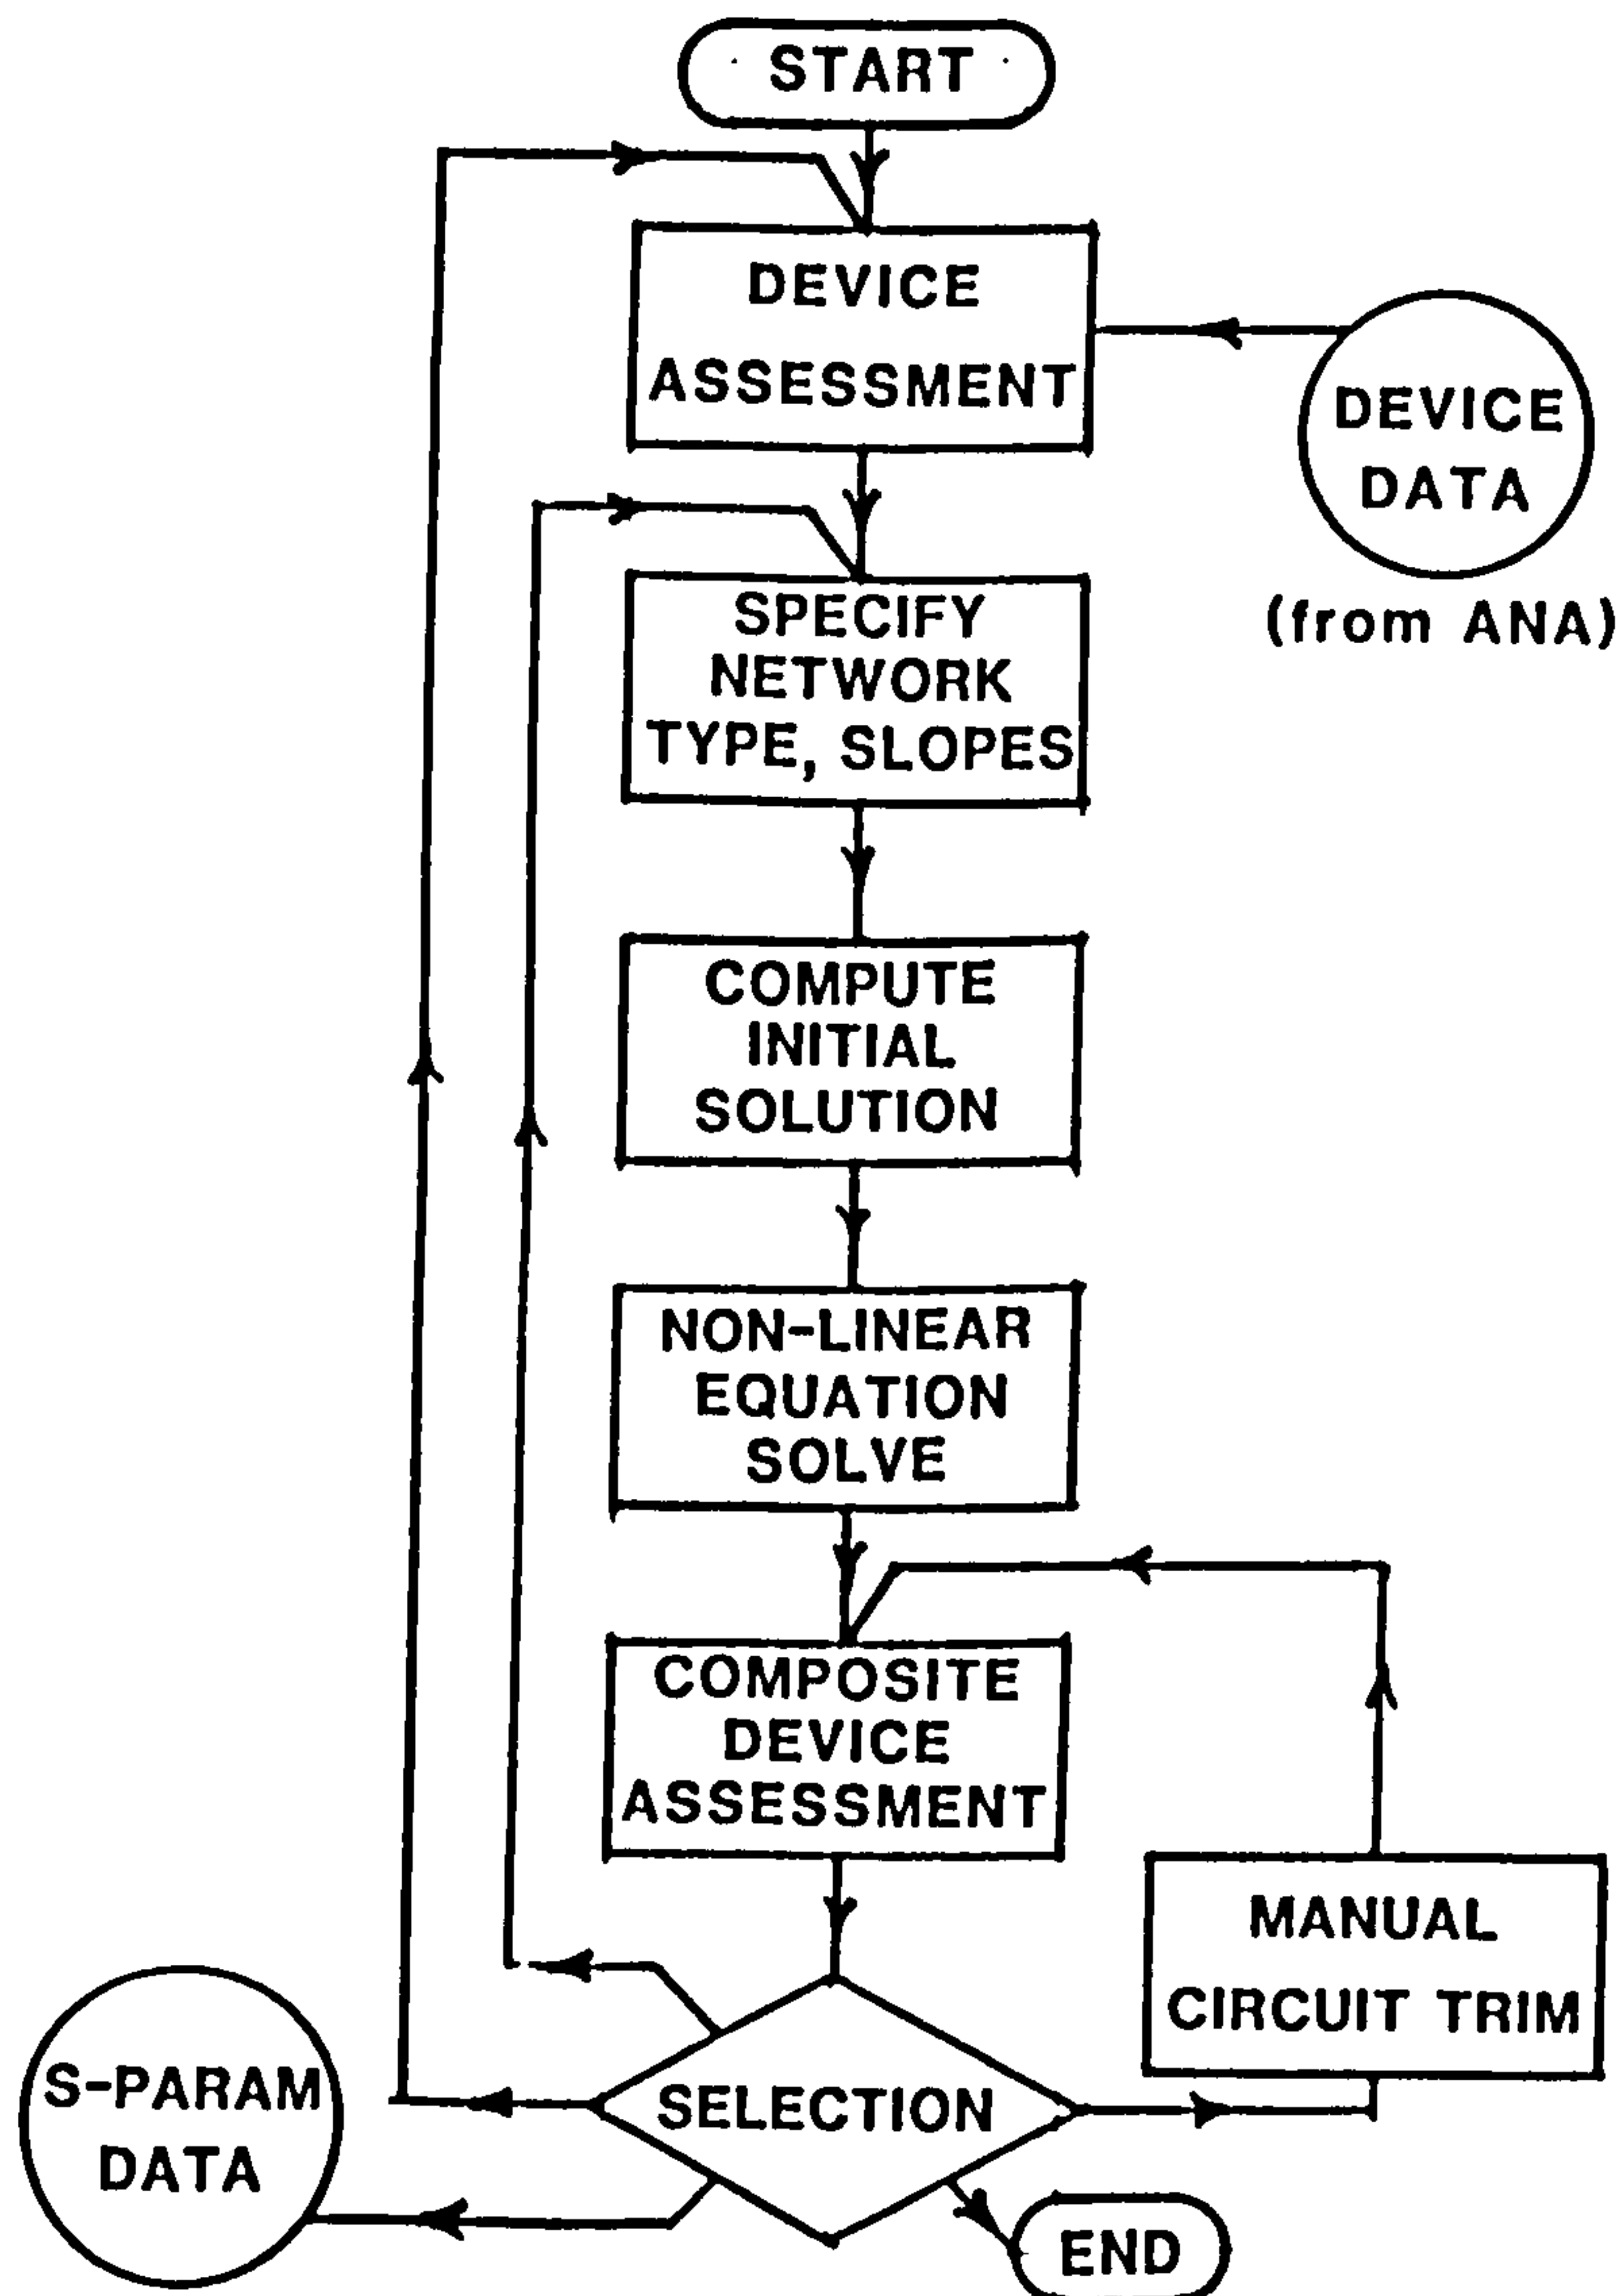 START
DEVICE
ASSESSMENT
DEVICE
DATA
(from ANA)
SPECIFY
NETWORK
TYPE, SLOPES
COMPUTE
INITIAL
SOLUTION
NON-LINEAR
EQUATION
SOLVE
COMPOSITE
DEVICE
ASSESSMENT
MANUAL
CIRCUIT TRIM
S-PARAM
DATA
SELECTION
END